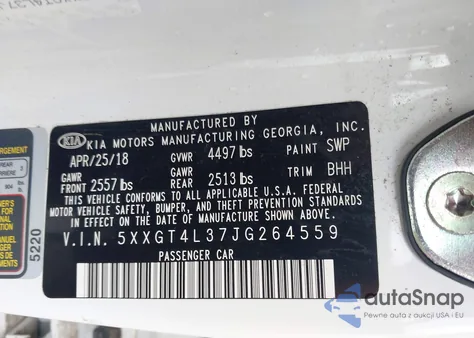 MANUFACTURED BY
KIA KIA MOTORS MANUFACTURING GEORGIA, INC.
APR/25/18 GVWR 4497 lbs PAINT SWP
GAWR FRONT 2557 lbs GAWR REAR 2513 lbs TRIM BHH
THIS VEHICLE CONFORMS TO ALL APPLICABLE U.S.A. FEDERAL
MOTOR VEHICLE SAFETY, BUMPER, AND THEFT PREVENTION STANDARDS
IN EFFECT ON THE DATE OF MANUFACTURE SHOWN ABOVE.
V.I.N. 5XXGT4L37JG264559
PASSENGER CAR
5220
REAR
autoSnap
Pewne auta z aukcji USA i EU